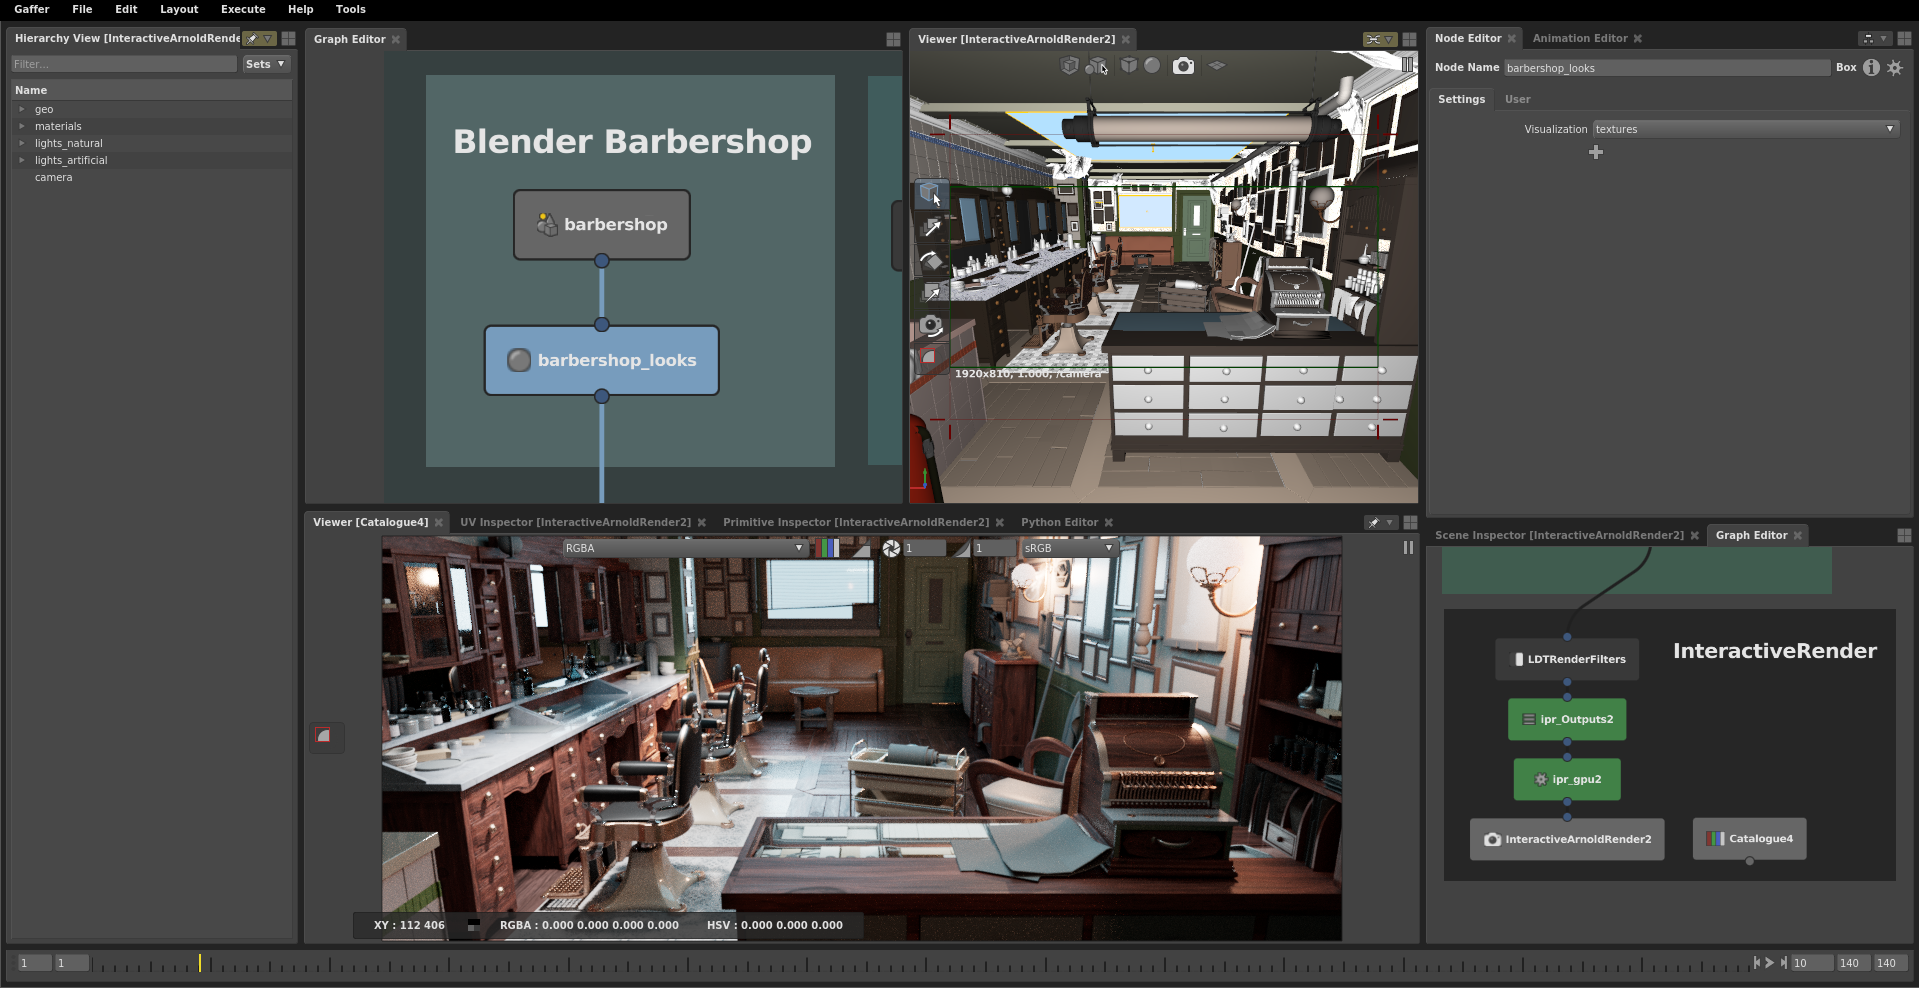 Gaffer File Edit Layout Execute Help Tools
Hierarchy View [InteractiveArnoldRende
Filter...
Sets
Name
geo
materials
lights_natural
lights_artificial
camera
Graph Editor
Blender Barbershop
barbershop
barbershop_looks
Viewer [InteractiveArnoldRender2]
1920x810, 1.000, /camera
Node Editor
Animation Editor
Node Name
barbershop_looks
Box
Settings
User
Visualization
textures
Viewer [Catalogue4]
UV Inspector [InteractiveArnoldRender2]
Primitive Inspector [InteractiveArnoldRender2]
Python Editor
RGBA
1
1
sRGB
XY : 112 406
RGBA : 0.000 0.000 0.000 0.000
HSV : 0.000 0.000 0.000
Scene Inspector [InteractiveArnoldRender2]
Graph Editor
InteractiveRender
LDTRenderFilters
ipr_Outputs2
ipr_gpu2
InteractiveArnoldRender2
Catalogue4
1
1
10
140
140